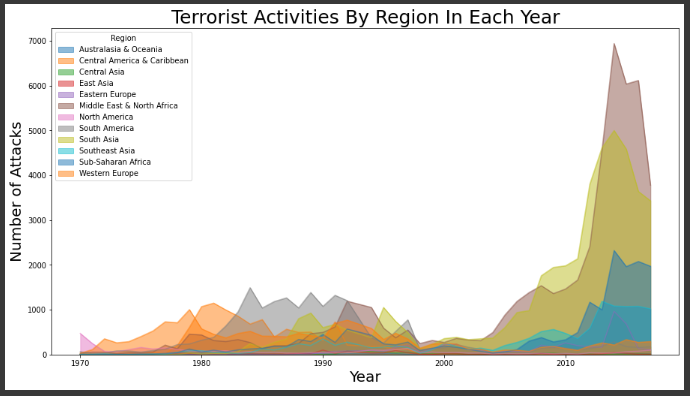 Terrorist Activities By Region In Each Year
Number of Attacks
7000
6000
5000
4000
3000
2000
1000
0
Region
Australasia & Oceania
Central America & Caribbean
Central Asia
East Asia
Eastern Europe
Middle East & North Africa
North America
South America
South Asia
Southeast Asia
Sub-Saharan Africa
Western Europe
1970 1980 1990 2000 2010
Year